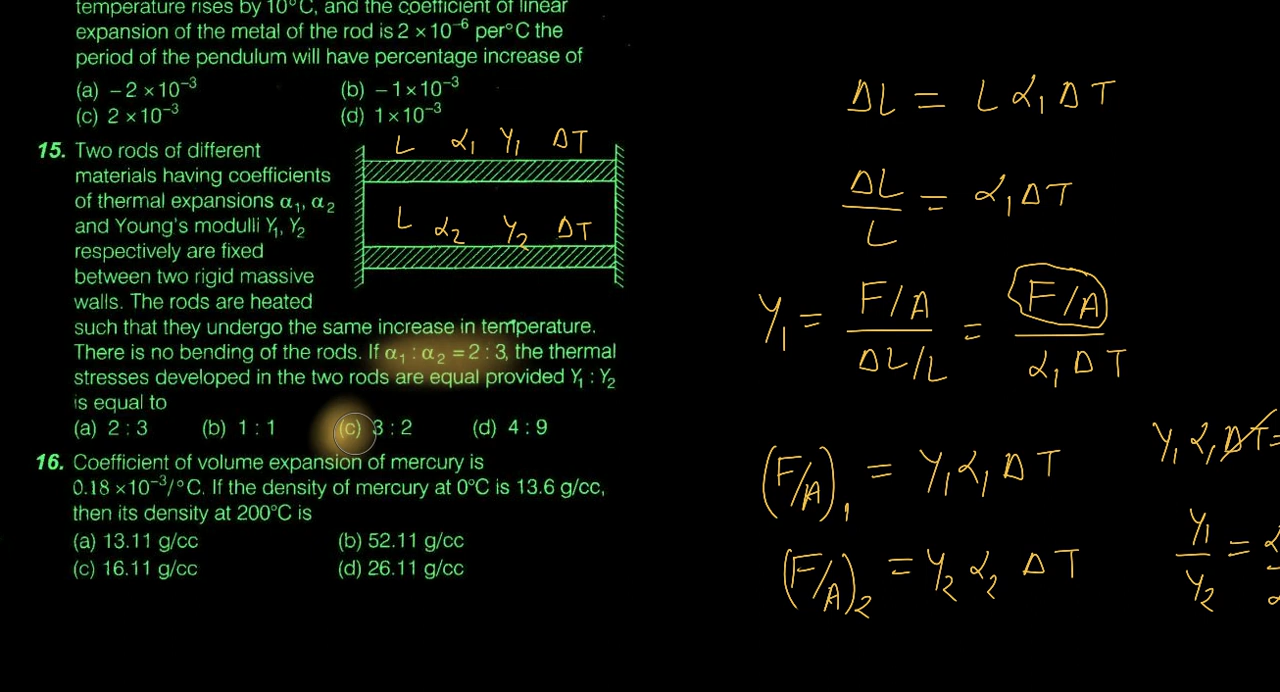 temperature rises by 10°C, and the coefficient of linear
expansion of the metal of the rod is 2 × 10⁻⁶ per°C the
period of the pendulum will have percentage increase of
(a) − 2 × 10⁻³ (b) − 1 × 10⁻³
(c) 2 × 10⁻³ (d) 1 × 10⁻³
15. Two rods of different
materials having coefficients
of thermal expansions α₁, α₂
and Young's modulli Y₁, Y₂
respectively are fixed
between two rigid massive
walls. The rods are heated
such that they undergo the same increase in temperature.
There is no bending of the rods. If α₁ : α₂ = 2 : 3, the thermal
stresses developed in the two rods are equal provided Y₁ : Y₂
is equal to
(a) 2 : 3 (b) 1 : 1 (c) 3 : 2 (d) 4 : 9
16. Coefficient of volume expansion of mercury is
0.18 ×10⁻³/°C. If the density of mercury at 0°C is 13.6 g/cc,
then its density at 200°C is
(a) 13.11 g/cc (b) 52.11 g/cc
(c) 16.11 g/cc (d) 26.11 g/cc
L α₁ Y₁ ΔT
L α₂ Y₂ ΔT
ΔL = L α₁ ΔT
ΔL/L = α₁ ΔT
Y₁ = (F/A)/(ΔL/L) = (F/A)/(α₁ ΔT)
(F/A)₁ = Y₁ α₁ ΔT
(F/A)₂ = Y₂ α₂ ΔT
Y₁ α₁ ΔT =
Y₁/Y₂ =